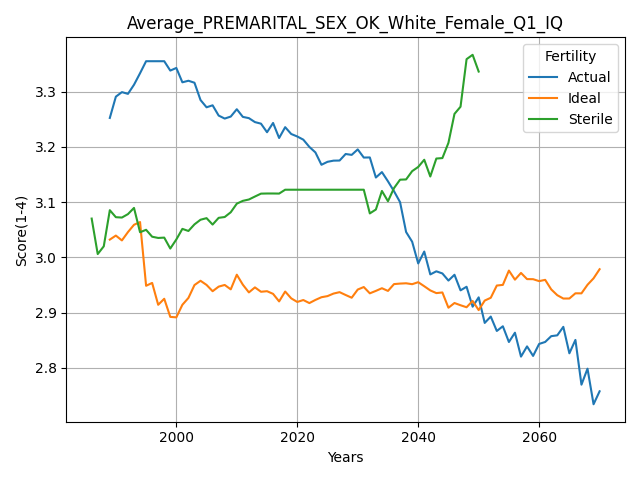 Average_PREMARITAL_SEX_OK_White_Female_Q1_IQ
Fertility
Actual
Ideal
Sterile
Score(1-4)
3.3
3.2
3.1
3.0
2.9
2.8
2000
2020
2040
2060
Years